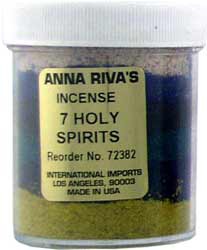 ANNA RIVA'S
INCENSE
7 HOLY
SPIRITS
Reorder No. 72382
INTERNATIONAL IMPORTS
LOS ANGELES, 90003
MADE IN USA